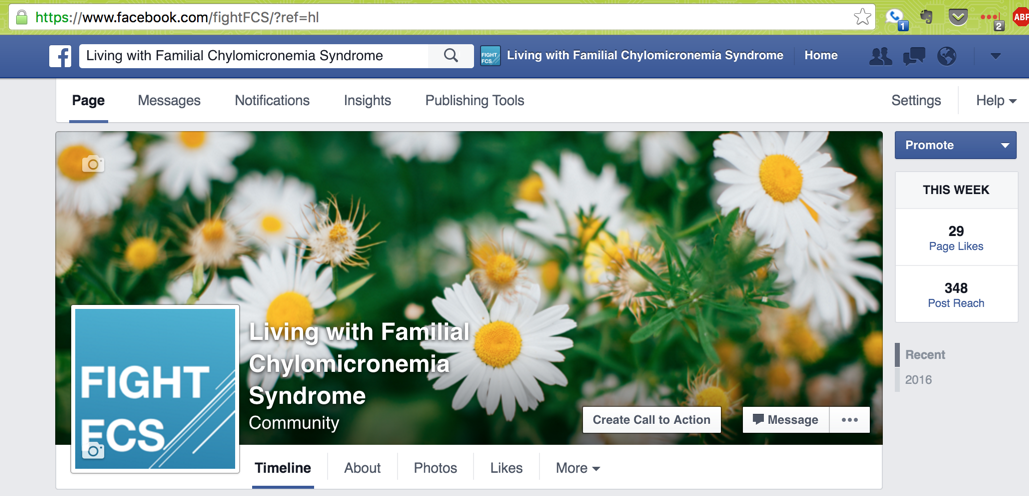 https://www.facebook.com/fightFCS/?ref=hl
1
2
ABP
Living with Familial Chylomicronemia Syndrome
FIGHT
FCS
Living with Familial Chylomicronemia Syndrome
Home
Page
Messages
Notifications
Insights
Publishing Tools
Settings
Help
Promote
THIS WEEK
29
Page Likes
348
Post Reach
Recent
2016
FIGHT
FCS
Living with Familial
Chylomicronemia
Syndrome
Community
Create Call to Action
Message
Timeline
About
Photos
Likes
More